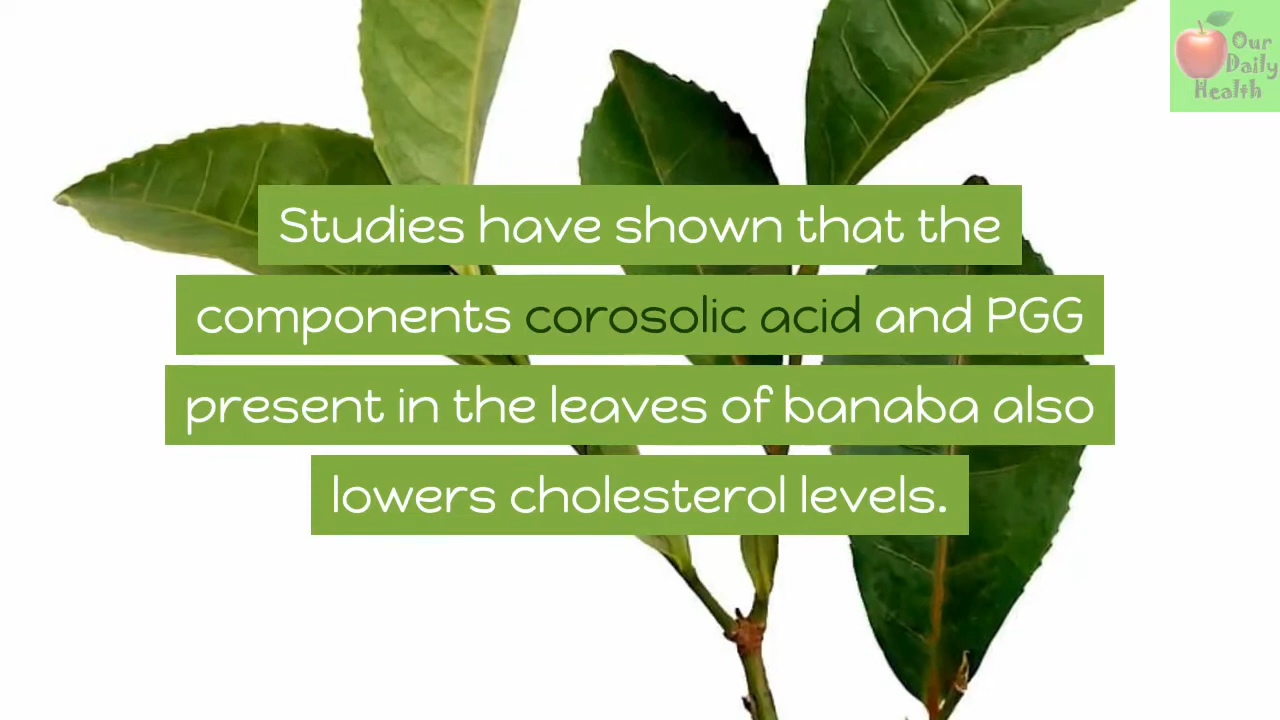 Our
Daily
Health
Studies have shown that the
components corosolic acid and PGG
present in the leaves of banaba also
lowers cholesterol levels.